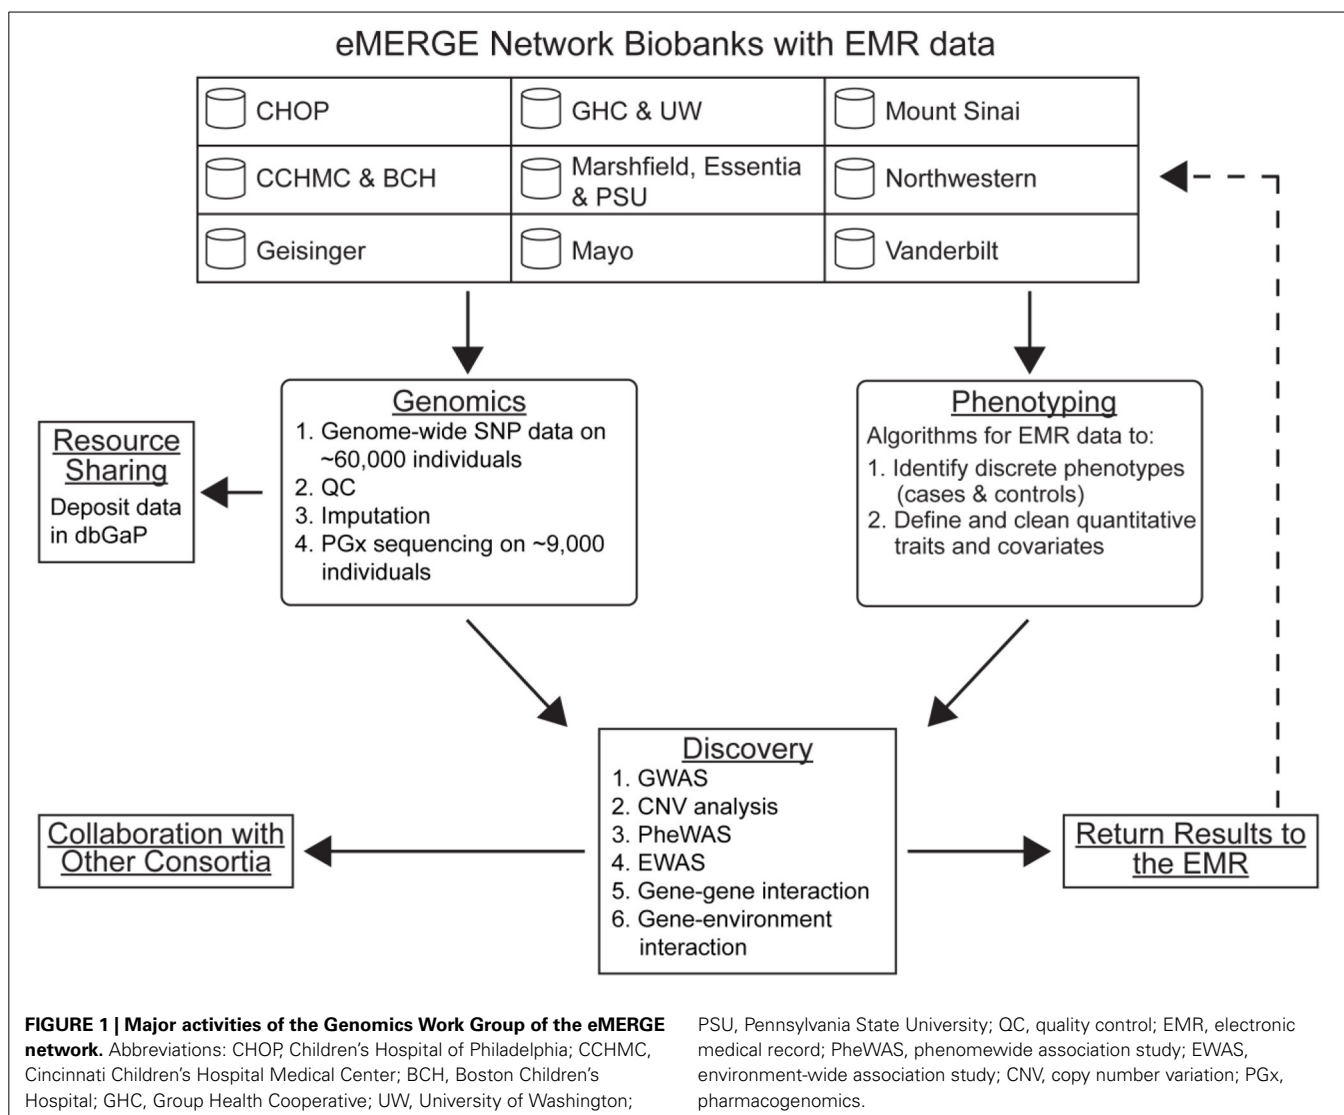 eMERGE Network Biobanks with EMR data
CHOP
GHC & UW
Mount Sinai
CCHMC & BCH
Marshfield, Essentia
& PSU
Northwestern
Geisinger
Mayo
Vanderbilt
Genomics
1. Genome-wide SNP data on
~60,000 individuals
2. QC
3. Imputation
4. PGx sequencing on ~9,000
individuals
Phenotyping
Algorithms for EMR data to:
1. Identify discrete phenotypes
(cases & controls)
2. Define and clean quantitative
traits and covariates
Resource
Sharing
Deposit data
in dbGaP
Discovery
1. GWAS
2. CNV analysis
3. PheWAS
4. EWAS
5. Gene-gene interaction
6. Gene-environment
interaction
Collaboration with
Other Consortia
Return Results to
the EMR
FIGURE 1 | Major activities of the Genomics Work Group of the eMERGE
network. Abbreviations: CHOP, Children's Hospital of Philadelphia; CCHMC,
Cincinnati Children's Hospital Medical Center; BCH, Boston Children's
Hospital; GHC, Group Health Cooperative; UW, University of Washington;
PSU, Pennsylvania State University; QC, quality control; EMR, electronic
medical record; PheWAS, phenomewide association study; EWAS,
environment-wide association study; CNV, copy number variation; PGx,
pharmacogenomics.